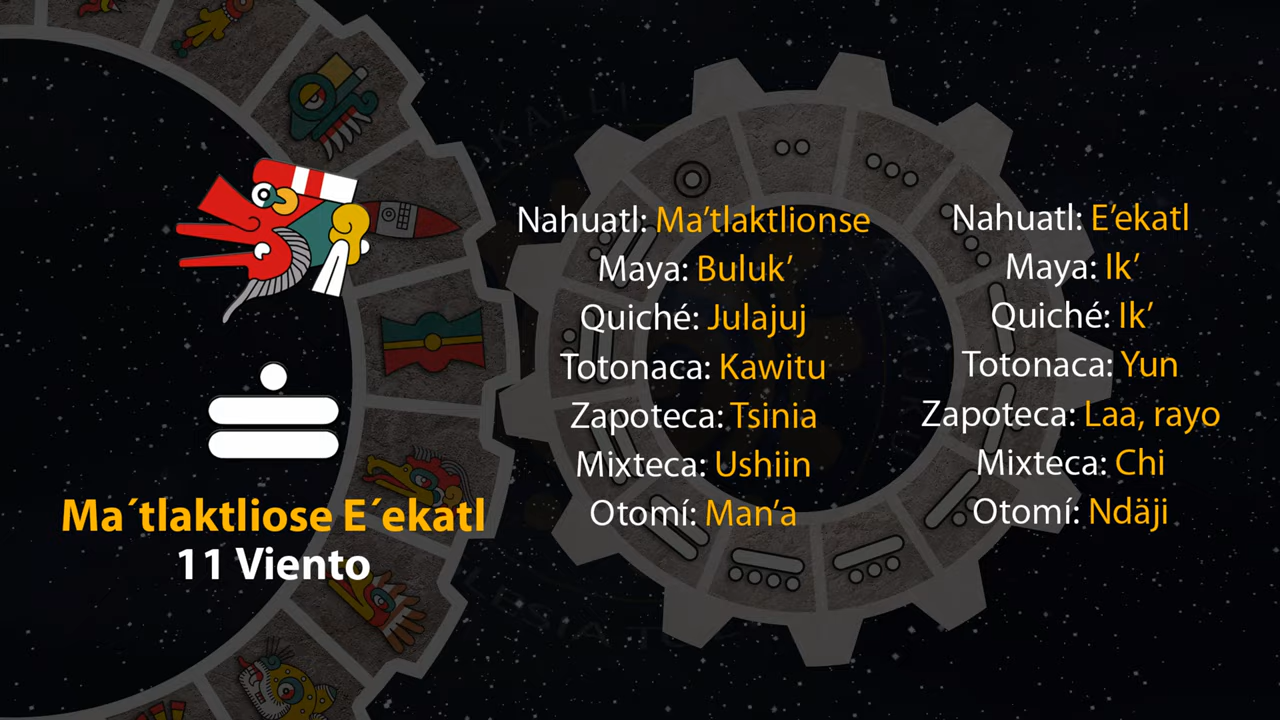 Nahuatl: Ma’tlaktlionse
Maya: Buluk’
Quiché: Julajuj
Totonaca: Kawitu
Zapoteca: Tsinia
Mixteca: Ushiin
Otomí: Man’a
Nahuatl: E’ekatl
Maya: Ik’
Quiché: Ik’
Totonaca: Yun
Zapoteca: Laa, rayo
Mixteca: Chi
Otomí: Ndäji
Ma´tlaktliose E´ekatl
11 Viento